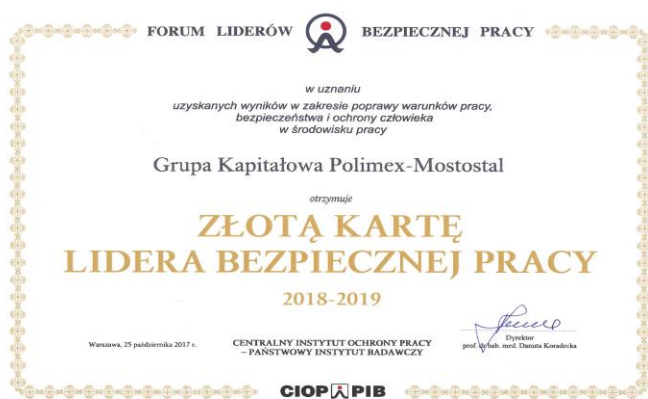 FORUM LIDERÓW BEZPIECZNEJ PRACY
w uznaniu
uzyskanych wyników w zakresie poprawy warunków pracy,
bezpieczeństwa i ochrony człowieka
w środowisku pracy
Grupa Kapitałowa Polimex-Mostostal
otrzymuje
ZŁOTĄ KARTĘ
LIDERA BEZPIECZNEJ PRACY
2018-2019
Warszawa, 25 października 2017 r.
CENTRALNY INSTYTUT OCHRONY PRACY
– PAŃSTWOWY INSTYTUT BADAWCZY
Dyrektor
prof. dr hab. med. Danuta Koradecka
CIOP PIB